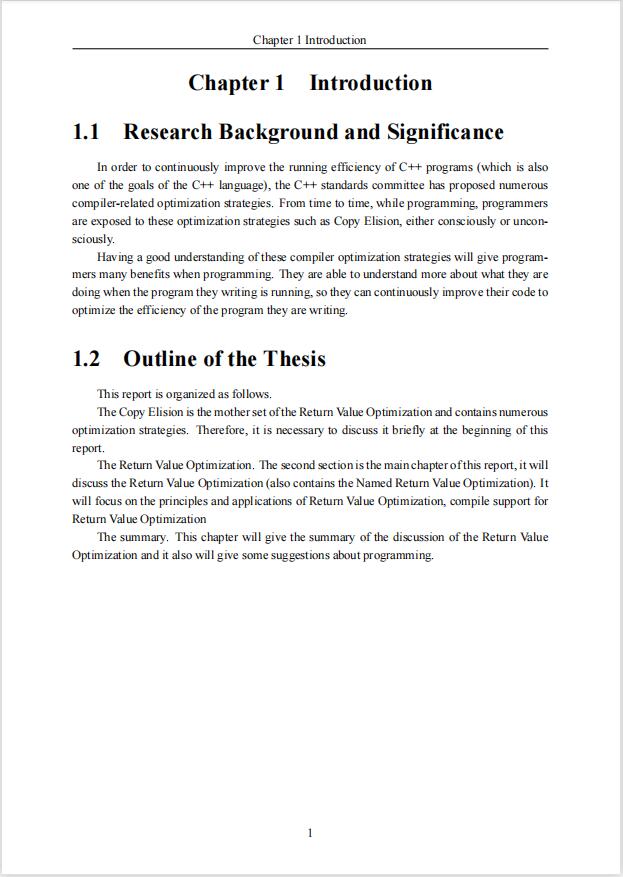 Chapter 1 Introduction
Chapter 1 Introduction
1.1 Research Background and Significance
In order to continuously improve the running efficiency of C++ programs (which is also
one of the goals of the C++ language), the C++ standards committee has proposed numerous
compiler-related optimization strategies. From time to time, while programming, programmers
are exposed to these optimization strategies such as Copy Elision, either consciously or uncon-
sciously.
Having a good understanding of these compiler optimization strategies will give program-
mers many benefits when programming. They are able to understand more about what they are
doing when the program they writing is running, so they can continuously improve their code to
optimize the efficiency of the program they are writing.
1.2 Outline of the Thesis
This report is organized as follows.
The Copy Elision is the mother set of the Return Value Optimization and contains numerous
optimization strategies. Therefore, it is necessary to discuss it briefly at the beginning of this
report.
The Return Value Optimization. The second section is the main chapter of this report, it will
discuss the Return Value Optimization (also contains the Named Return Value Optimization). It
will focus on the principles and applications of Return Value Optimization, compile support for
Return Value Optimization
The summary. This chapter will give the summary of the discussion of the Return Value
Optimization and it also will give some suggestions about programming.
1